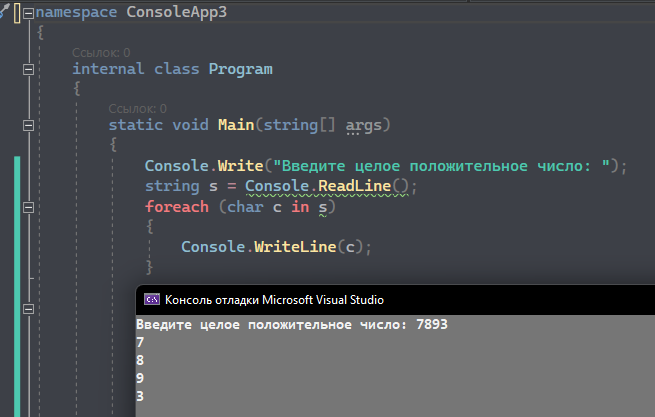 namespace ConsoleApp3
{
Ссылок: 0
internal class Program
{
Ссылок: 0
static void Main(string[] args)
{
Console.Write("Введите целое положительное число: ");
string s = Console.ReadLine();
foreach (char c in s)
{
Console.WriteLine(c);
}
Консоль отладки Microsoft Visual Studio
Введите целое положительное число: 7893
7
8
9
3